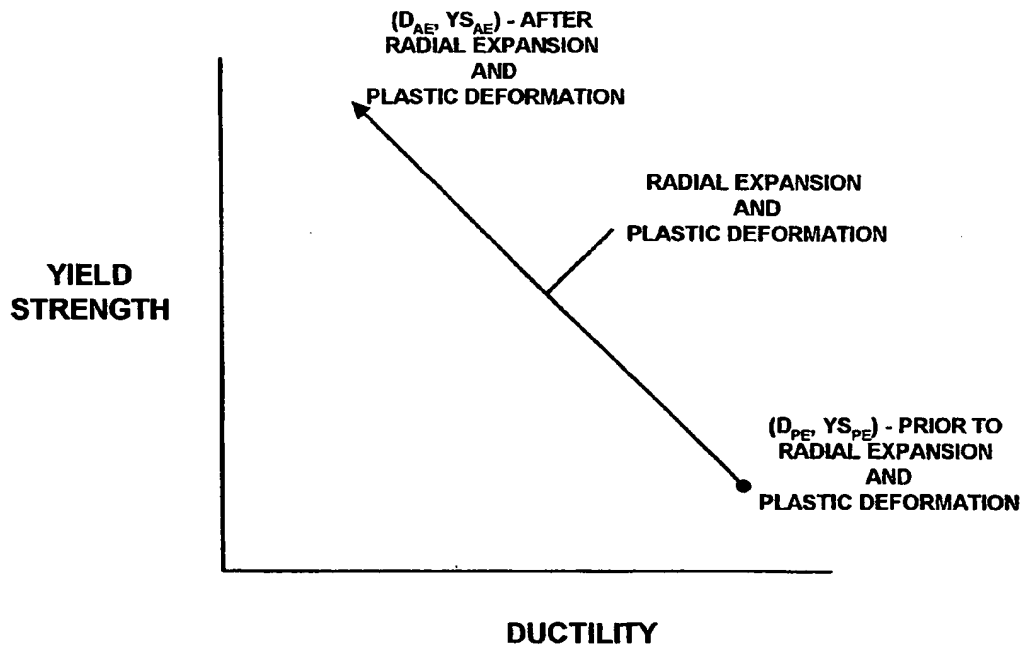 (D_AE, YS_AE) - AFTER
RADIAL EXPANSION
AND
PLASTIC DEFORMATION
RADIAL EXPANSION
AND
PLASTIC DEFORMATION
YIELD
STRENGTH
(D_PE, YS_PE) - PRIOR TO
RADIAL EXPANSION
AND
PLASTIC DEFORMATION
DUCTILITY